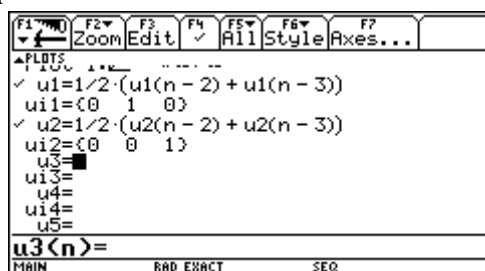 F1 F2 F3 F4 F5 F6 F7
Zoom Edit ✓ All Style Axes...
PLOTS
✓ u1=1/2·(u1(n-2)+u1(n-3))
ui1={0 1 0}
✓ u2=1/2·(u2(n-2)+u2(n-3))
ui2={0 0 1}
u3=
ui3=
u4=
ui4=
u5=
u3(n)=
MAIN RAD EXACT SEQ